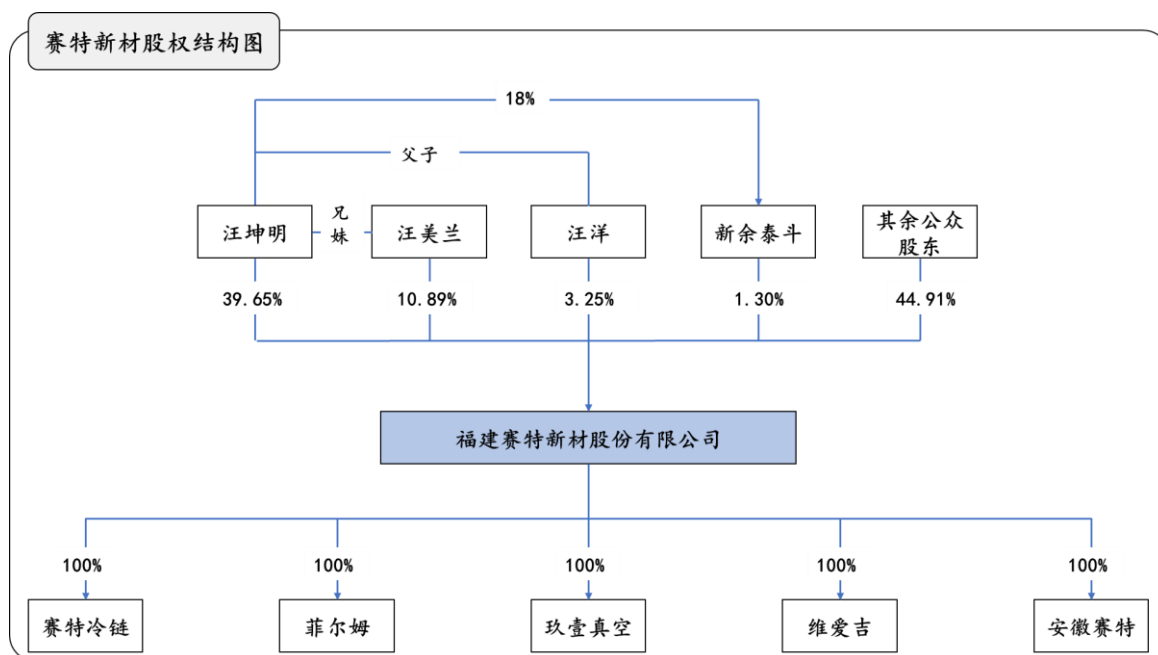 赛特新材股权结构图
18%
父子
汪坤明
兄
妹
汪美兰
汪洋
新余泰斗
其余公众
股东
39.65%
10.89%
3.25%
1.30%
44.91%
福建赛特新材股份有限公司
100%
100%
100%
100%
100%
赛特冷链
菲尔姆
玖壹真空
维爱吉
安徽赛特